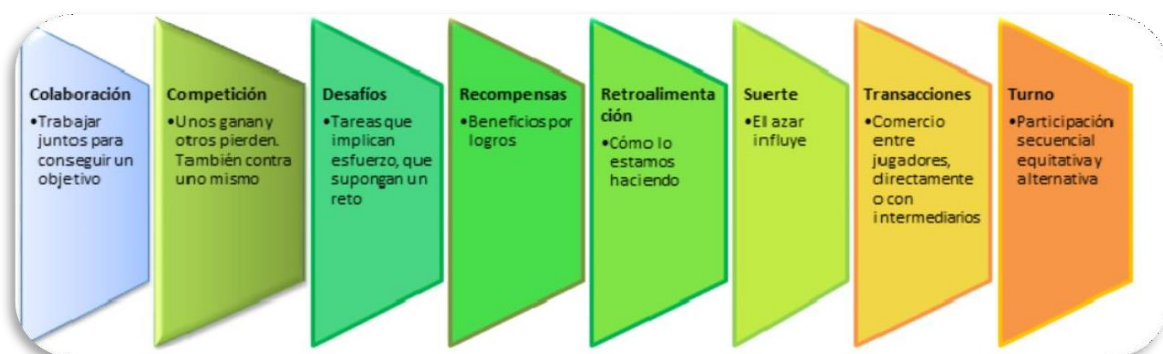 Colaboración
•Trabajar
juntos para
conseguir un
objetivo
Competición
•Unos ganan y
otros pierden.
También contra
uno mismo
Desafíos
•Tareas que
implican
esfuerzo, que
supongan un
reto
Recompensas
•Beneficios por
logros
Retroalimenta
ción
•Cómo lo
estamos
haciendo
Suerte
•El azar
influye
Transacciones
•Comercio
entre
jugadores,
directamente
o con
intermediarios
Turno
•Participación
secuencial
equitativa y
alternativa